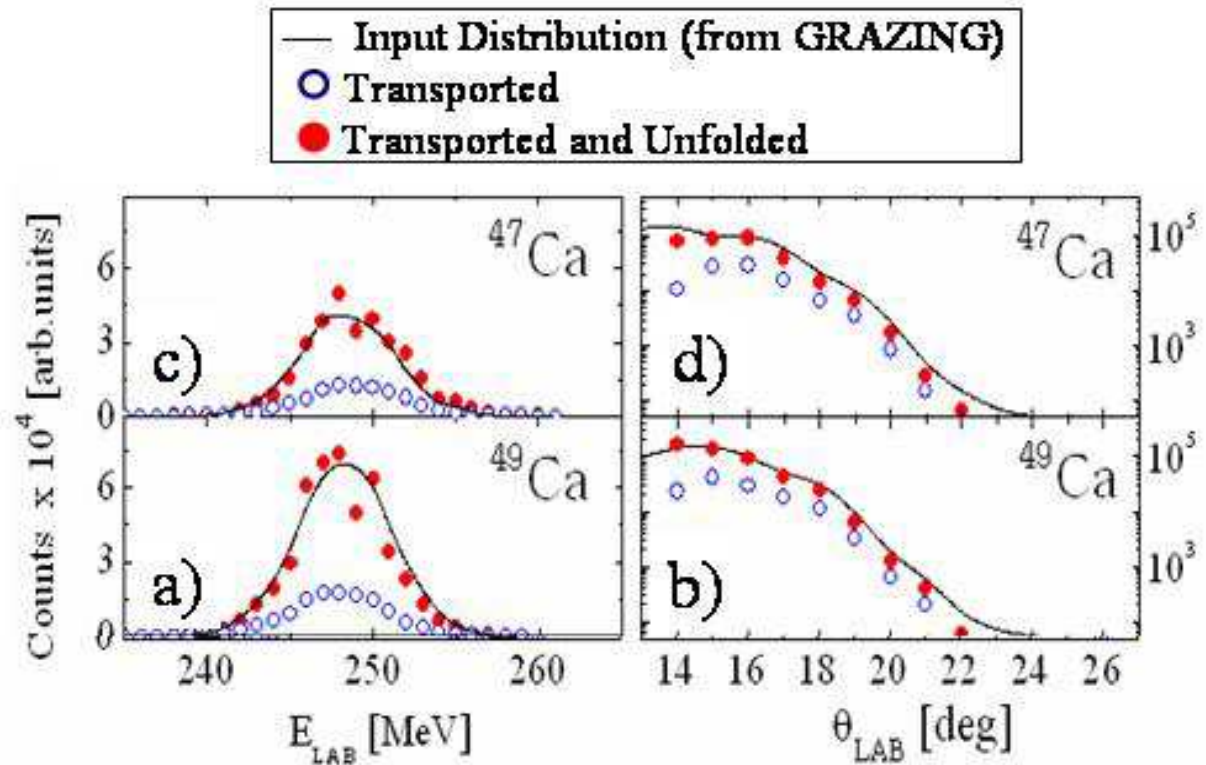 Input Distribution (from GRAZING)
Transported
Transported and Unfolded
Counts x 10^4 [arb.units]
6
3
0
c)
47Ca
d)
47Ca
10^5
10^3
6
3
0
a)
49Ca
b)
49Ca
10^5
10^3
240 250 260
14 16 18 20 22 24 26
E_LAB [MeV]
θ_LAB [deg]